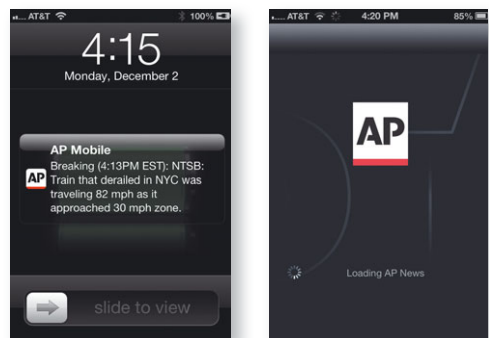 AT&T 100%
4:15
Monday, December 2
AP Mobile
AP
Breaking (4:13PM EST): NTSB:
Train that derailed in NYC was
traveling 82 mph as it
approached 30 mph zone.
slide to view
AT&T 4:20 PM 85%
AP
Loading AP News